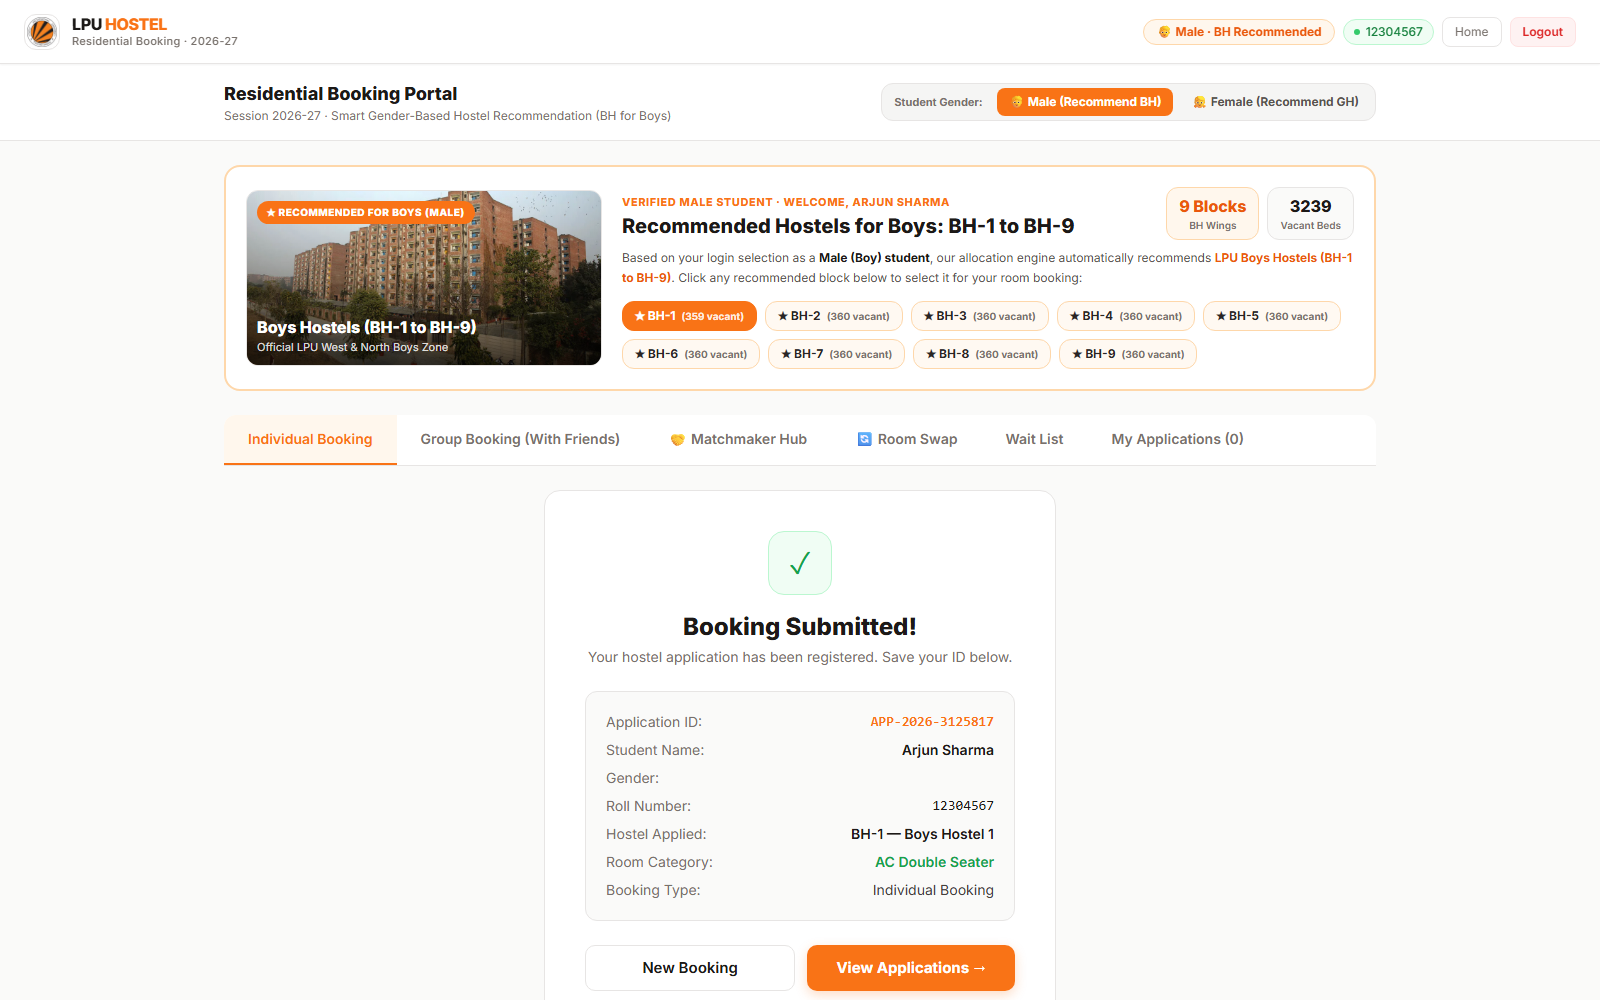 LPU HOSTEL
Residential Booking · 2026-27
Male · BH Recommended
12304567
Home
Logout
Residential Booking Portal
Session 2026-27 · Smart Gender-Based Hostel Recommendation (BH for Boys)
Student Gender:
Male (Recommend BH)
Female (Recommend GH)
★ RECOMMENDED FOR BOYS (MALE)
Boys Hostels (BH-1 to BH-9)
Official LPU West & North Boys Zone
VERIFIED MALE STUDENT · WELCOME, ARJUN SHARMA
Recommended Hostels for Boys: BH-1 to BH-9
9 Blocks
BH Wings
3239
Vacant Beds
Based on your login selection as a Male (Boy) student, our allocation engine automatically recommends LPU Boys Hostels (BH-1
to BH-9). Click any recommended block below to select it for your room booking:
★ BH-1 (359 vacant)
★ BH-2 (360 vacant)
★ BH-3 (360 vacant)
★ BH-4 (360 vacant)
★ BH-5 (360 vacant)
★ BH-6 (360 vacant)
★ BH-7 (360 vacant)
★ BH-8 (360 vacant)
★ BH-9 (360 vacant)
Individual Booking
Group Booking (With Friends)
Matchmaker Hub
Room Swap
Wait List
My Applications (0)
Booking Submitted!
Your hostel application has been registered. Save your ID below.
Application ID: APP-2026-3125817
Student Name: Arjun Sharma
Gender:
Roll Number: 12304567
Hostel Applied: BH-1 — Boys Hostel 1
Room Category: AC Double Seater
Booking Type: Individual Booking
New Booking
View Applications →